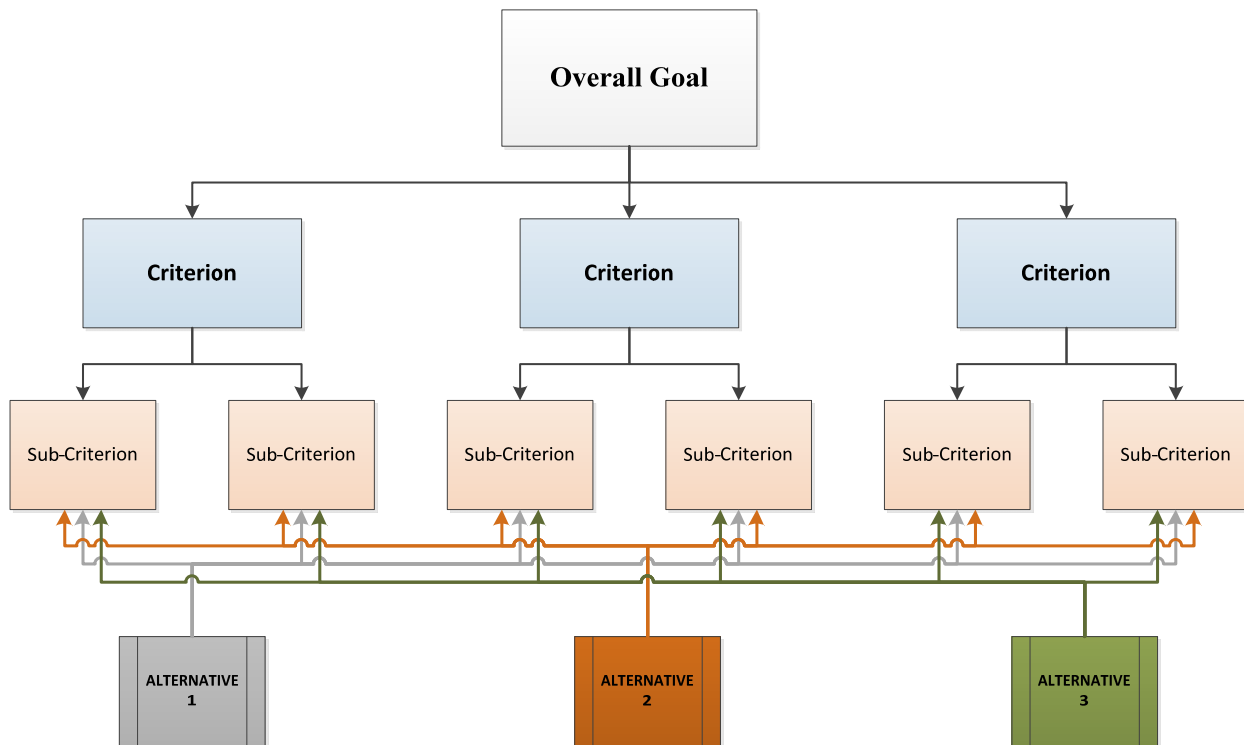 Overall Goal
Criterion
Criterion
Criterion
Sub-Criterion
Sub-Criterion
Sub-Criterion
Sub-Criterion
Sub-Criterion
Sub-Criterion
ALTERNATIVE
1
ALTERNATIVE
2
ALTERNATIVE
3